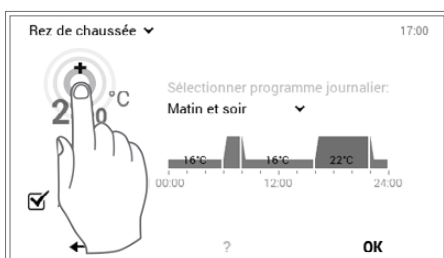 Rez de chaussée
17:00
+
°C
Sélectionner programme journalier:
Matin et soir
16°C 16°C 22°C
00:00 12:00 24:00
? OK